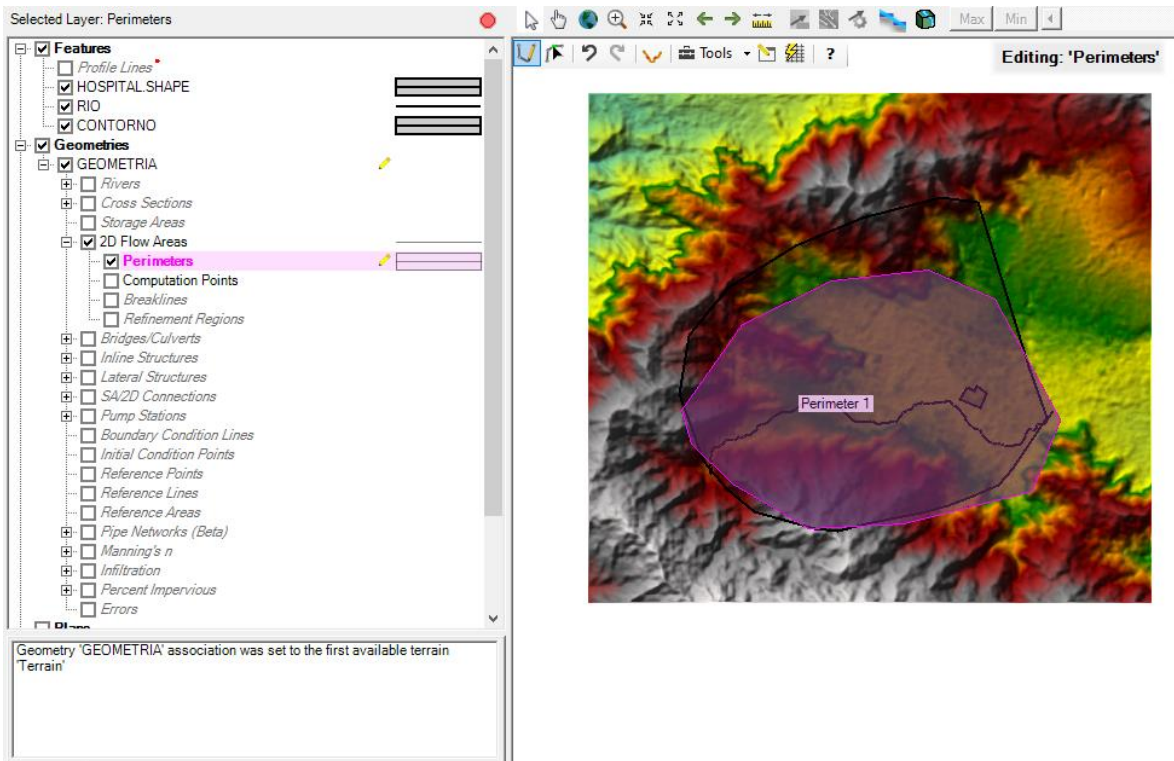 Selected Layer: Perimeters
Max Min
Features
Profile Lines
HOSPITAL.SHAPE
RIO
CONTORNO
Geometries
GEOMETRIA
Rivers
Cross Sections
Storage Areas
2D Flow Areas
Perimeters
Computation Points
Breaklines
Refinement Regions
Bridges/Culverts
Inline Structures
Lateral Structures
SA/2D Connections
Pump Stations
Boundary Condition Lines
Initial Condition Points
Reference Points
Reference Lines
Reference Areas
Pipe Networks (Beta)
Manning's n
Infiltration
Percent Impervious
Errors
Plans
Geometry 'GEOMETRIA' association was set to the first available terrain
'Terrain'
Tools ?
Editing: 'Perimeters'
Perimeter 1